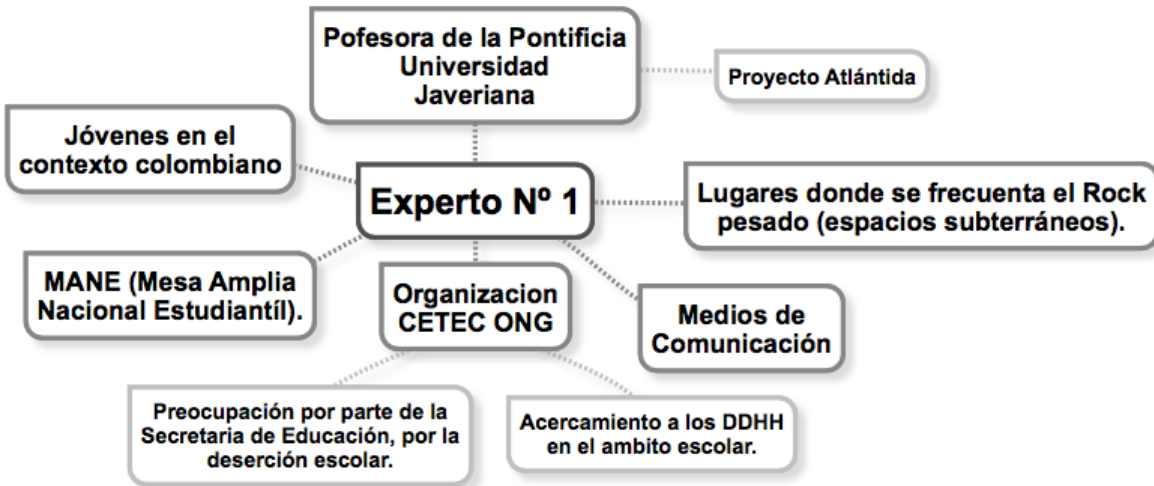 Pofesora de la Pontificia
Universidad
Javeriana
Proyecto Atlántida
Jóvenes en el
contexto colombiano
Experto Nº 1
Lugares donde se frecuenta el Rock
pesado (espacios subterráneos).
MANE (Mesa Amplia
Nacional Estudiantíl).
Organizacion
CETEC ONG
Medios de
Comunicación
Preocupación por parte de la
Secretaria de Educación, por la
deserción escolar.
Acercamiento a los DDHH
en el ambito escolar.